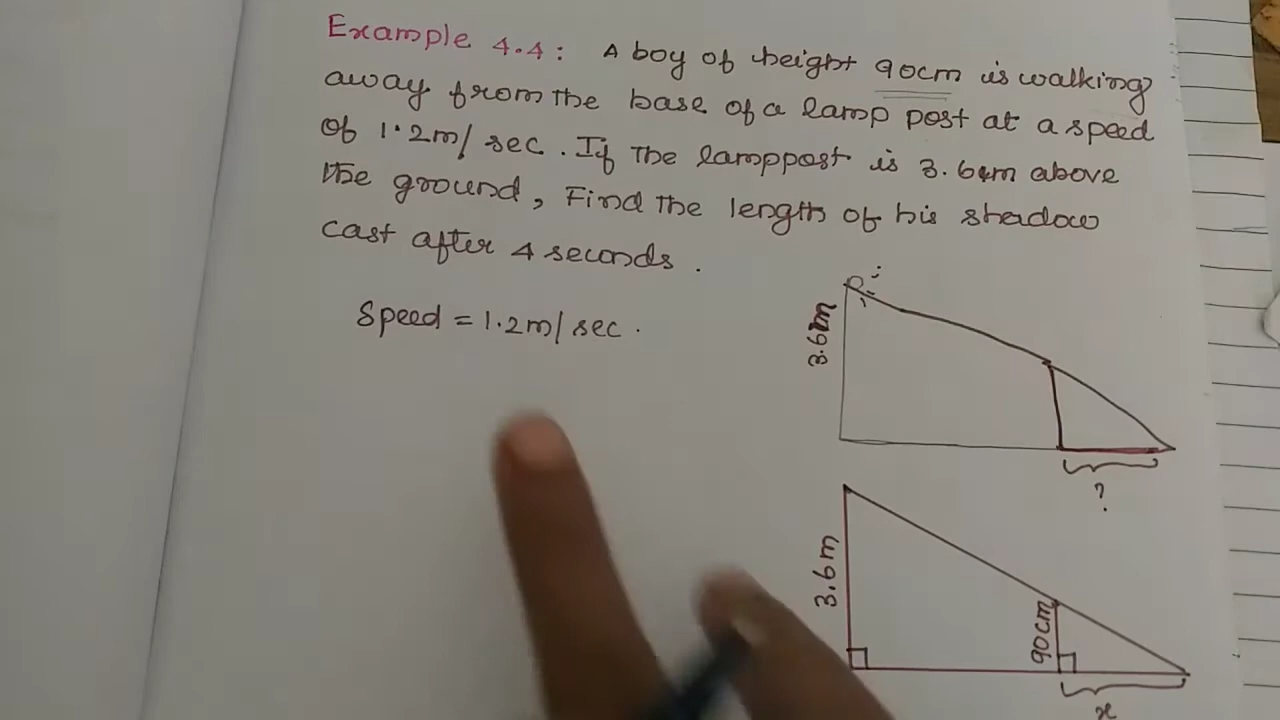 Example 4.4: A boy of height 90cm is walking
away from the base of a lamp post at a speed
of 1.2m/sec. If the lamppost is 3.6m above
the ground, Find the length of his shadow
cast after 4 seconds.
Speed = 1.2m/sec.
3.6m
?
3.6m
90cm
x